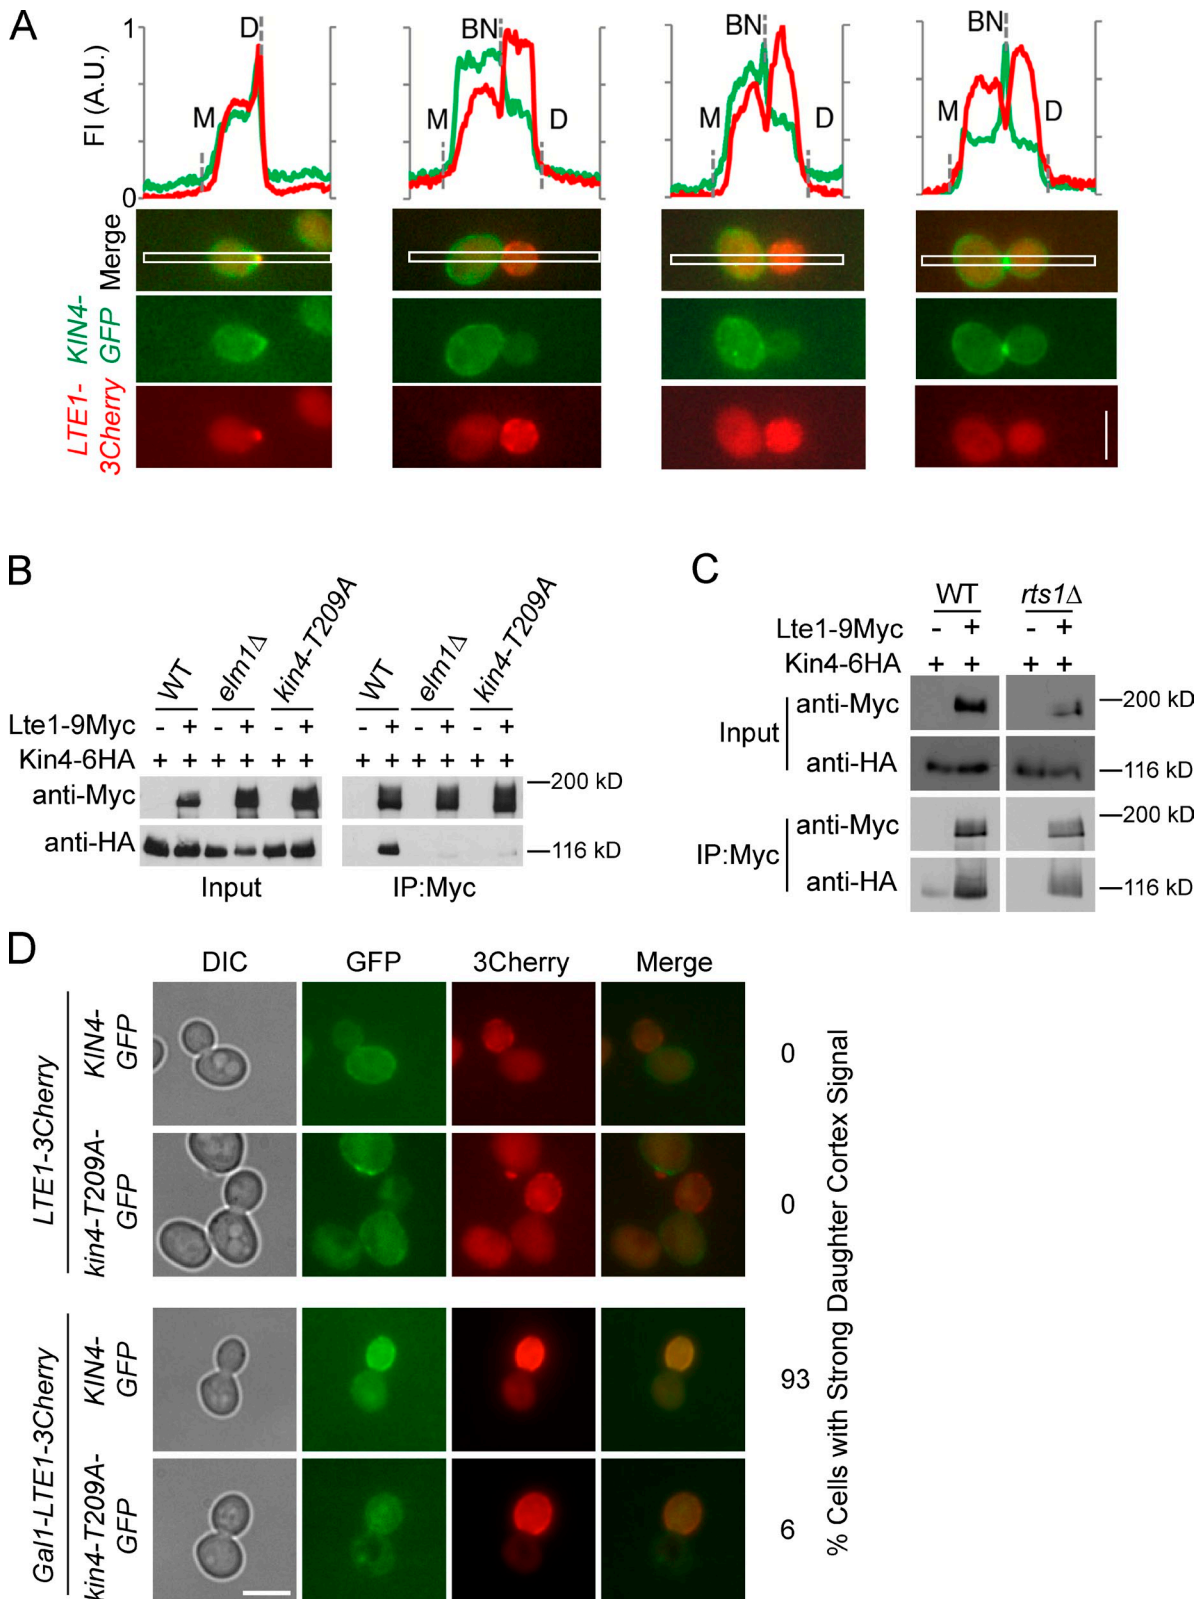 A
1
0
FI (A.U.)
M
D
M
BN
D
M
BN
D
M
BN
D
Merge
KIN4-
GFP
LTE1-
3Cherry
B
WT
elm1Δ
kin4-T209A
WT
elm1Δ
kin4-T209A
Lte1-9Myc - + - + - + - + - + - +
Kin4-6HA + + + + + + + + + + + +
anti-Myc
200 kD
anti-HA
116 kD
Input
IP:Myc
C
WT
rts1Δ
Lte1-9Myc - + - +
Kin4-6HA + + + +
Input
anti-Myc
200 kD
anti-HA
116 kD
IP:Myc
anti-Myc
200 kD
anti-HA
116 kD
D
DIC
GFP
3Cherry
Merge
LTE1-3Cherry
KIN4-
GFP
0
kin4-T209A-
GFP
0
Gal1-LTE1-3Cherry
KIN4-
GFP
93
kin4-T209A-
GFP
6
% Cells with Strong Daughter Cortex Signal